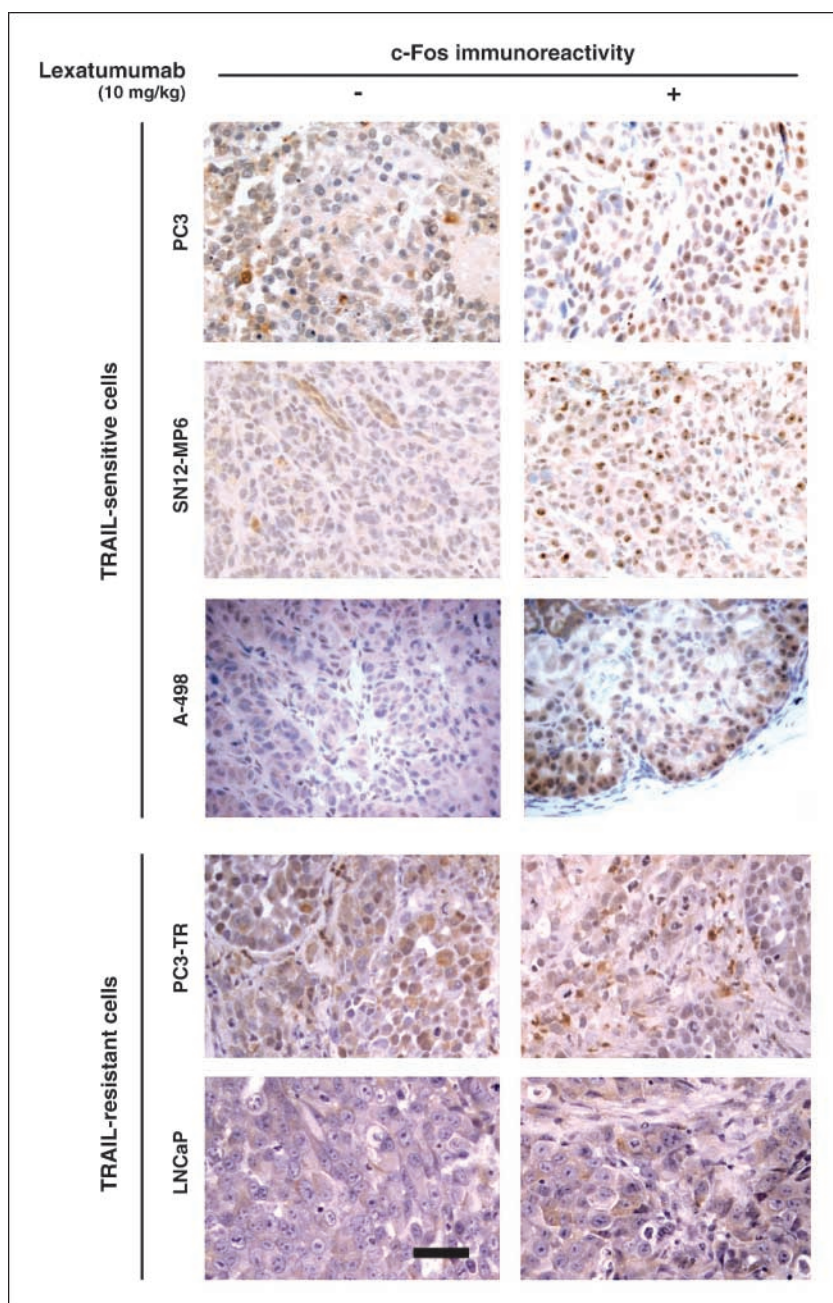 c-Fos immunoreactivity
Lexatumumab
(10 mg/kg)
-
+
TRAIL-sensitive cells
PC3
SN12-MP6
A-498
TRAIL-resistant cells
PC3-TR
LNCaP